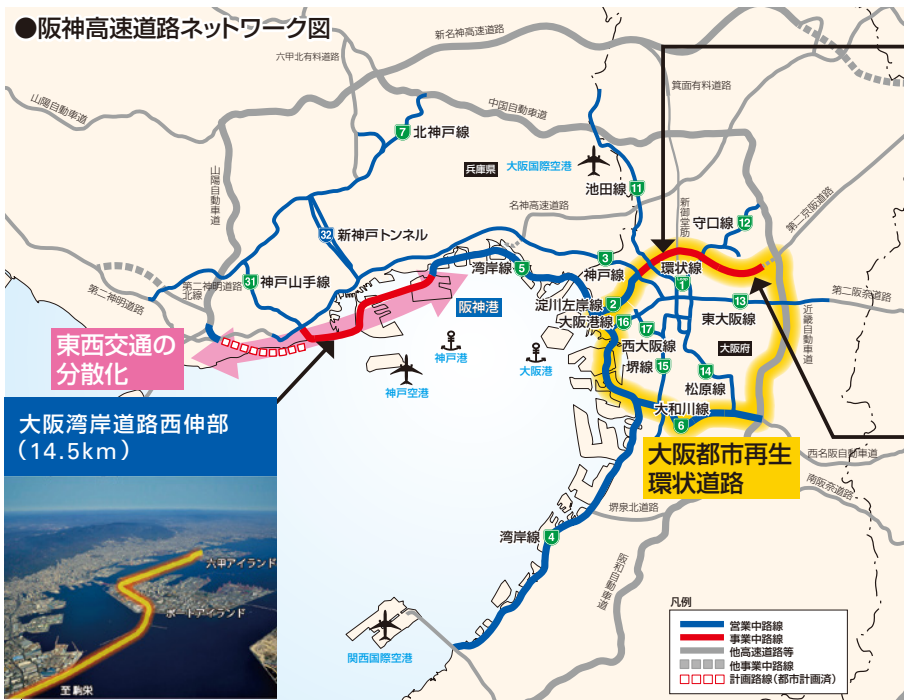 ●阪神高速道路ネットワーク図
新名神高速道路
六甲北有料道路
箕面有料道路
山陽自動車道
中国自動車道
7
北神戸線
兵庫県
大阪国際空港
池田線
11
山陽自動車道
名神高速道路
新御堂筋
守口線
12
第二京阪道路
32
新神戸トンネル
湾岸線
5
3
神戸線
環状線
1
31
神戸山手線
第二神明道路
第二神明道路
北線
阪神港
淀川左岸線
2
大阪港線
16
13
東大阪線
第二阪奈道路
17
西大阪線
大阪府
近畿自動車道
東西交通の
分散化
神戸港
神戸空港
大阪港
堺線
15
14
松原線
大和川線
6
大阪湾岸道路西伸部
(14.5km)
大阪都市再生
環状道路
西名阪自動車道
南阪奈道路
堺泉北道路
湾岸線
4
阪和自動車道
六甲アイランド
ポートアイランド
至 駒栄
関西国際空港
凡例
営業中路線
事業中路線
他高速道路等
他事業中路線
計画路線(都市計画済)